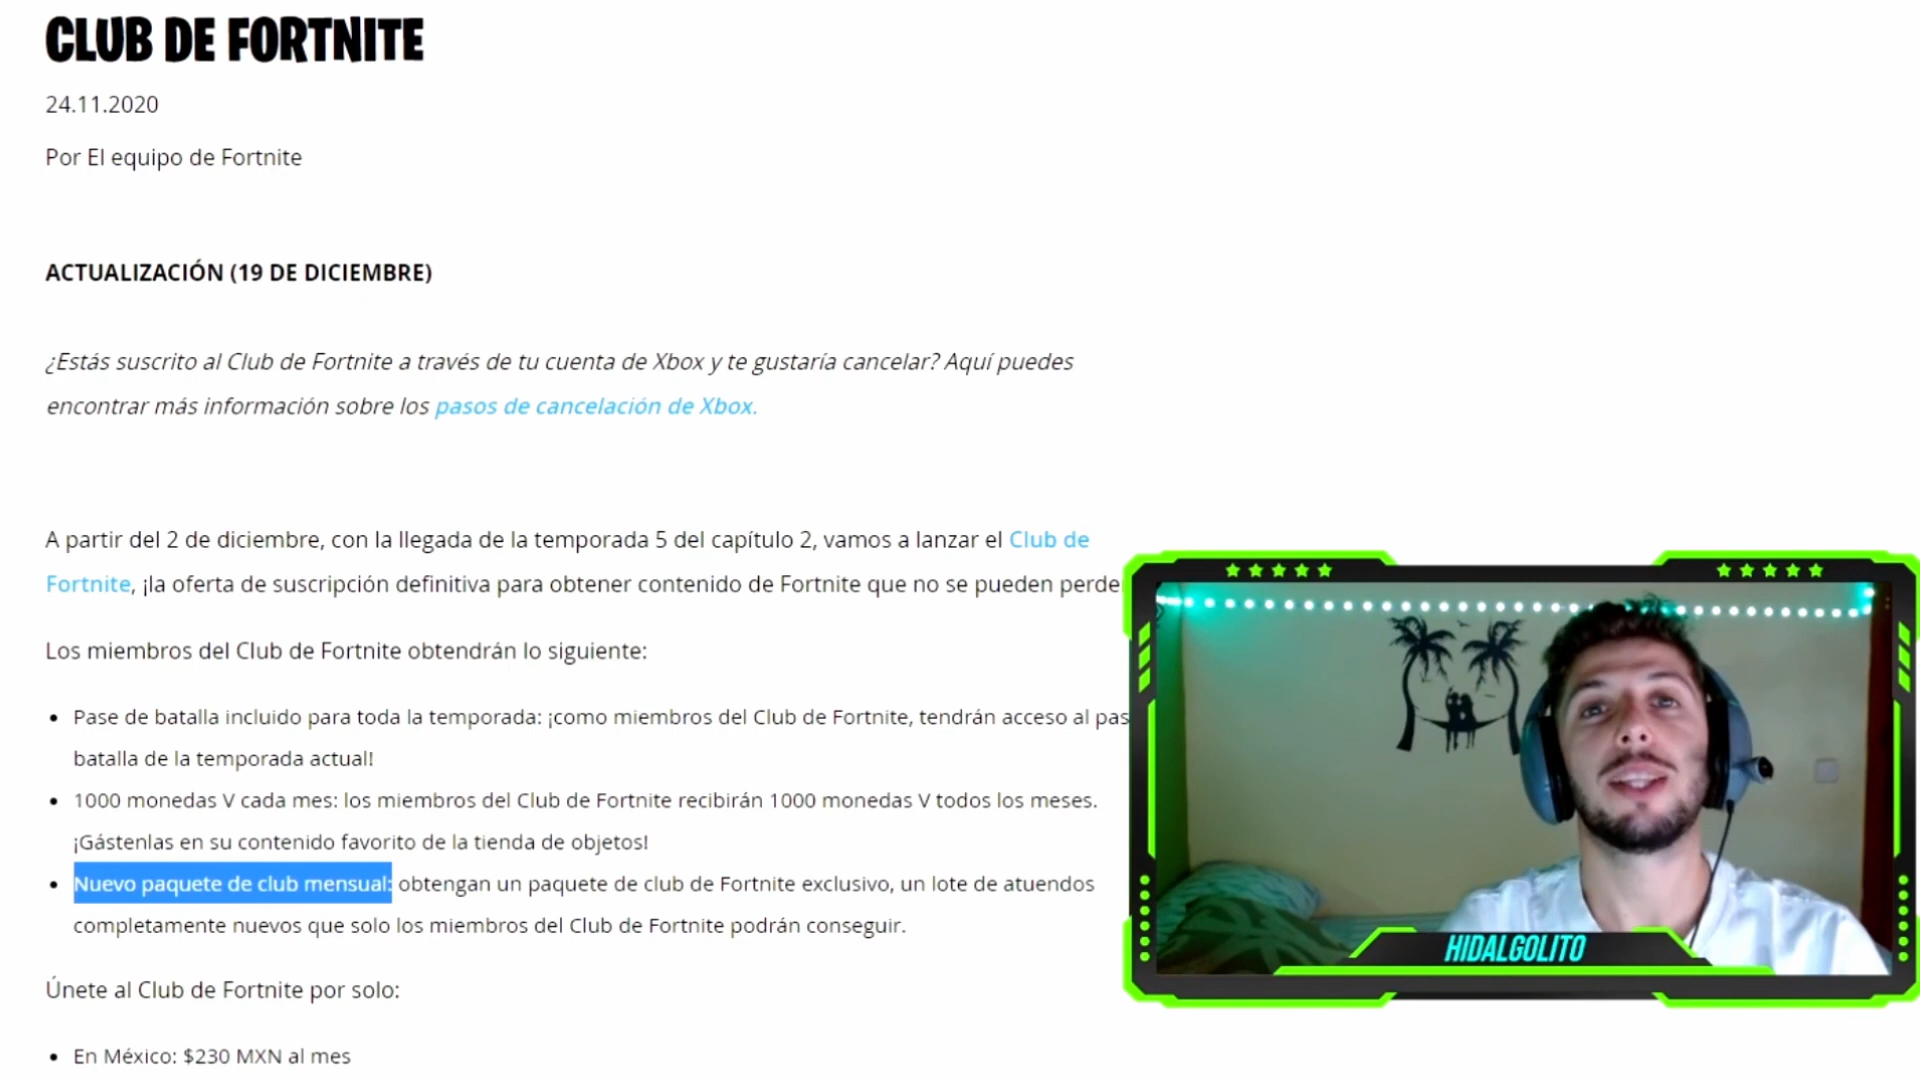 CLUB DE FORTNITE
24.11.2020
Por El equipo de Fortnite
ACTUALIZACIÓN (19 DE DICIEMBRE)
¿Estás suscrito al Club de Fortnite a través de tu cuenta de Xbox y te gustaría cancelar? Aquí puedes
encontrar más información sobre los pasos de cancelación de Xbox.
A partir del 2 de diciembre, con la llegada de la temporada 5 del capítulo 2, vamos a lanzar el Club de
Fortnite, ¡la oferta de suscripción definitiva para obtener contenido de Fortnite que no se pueden perde
Los miembros del Club de Fortnite obtendrán lo siguiente:
• Pase de batalla incluido para toda la temporada: ¡como miembros del Club de Fortnite, tendrán acceso al pas
batalla de la temporada actual!
• 1000 monedas V cada mes: los miembros del Club de Fortnite recibirán 1000 monedas V todos los meses.
¡Gástenlas en su contenido favorito de la tienda de objetos!
• Nuevo paquete de club mensual: obtengan un paquete de club de Fortnite exclusivo, un lote de atuendos
completamente nuevos que solo los miembros del Club de Fortnite podrán conseguir.
Únete al Club de Fortnite por solo:
• En México: $230 MXN al mes
HIDALGOLITO